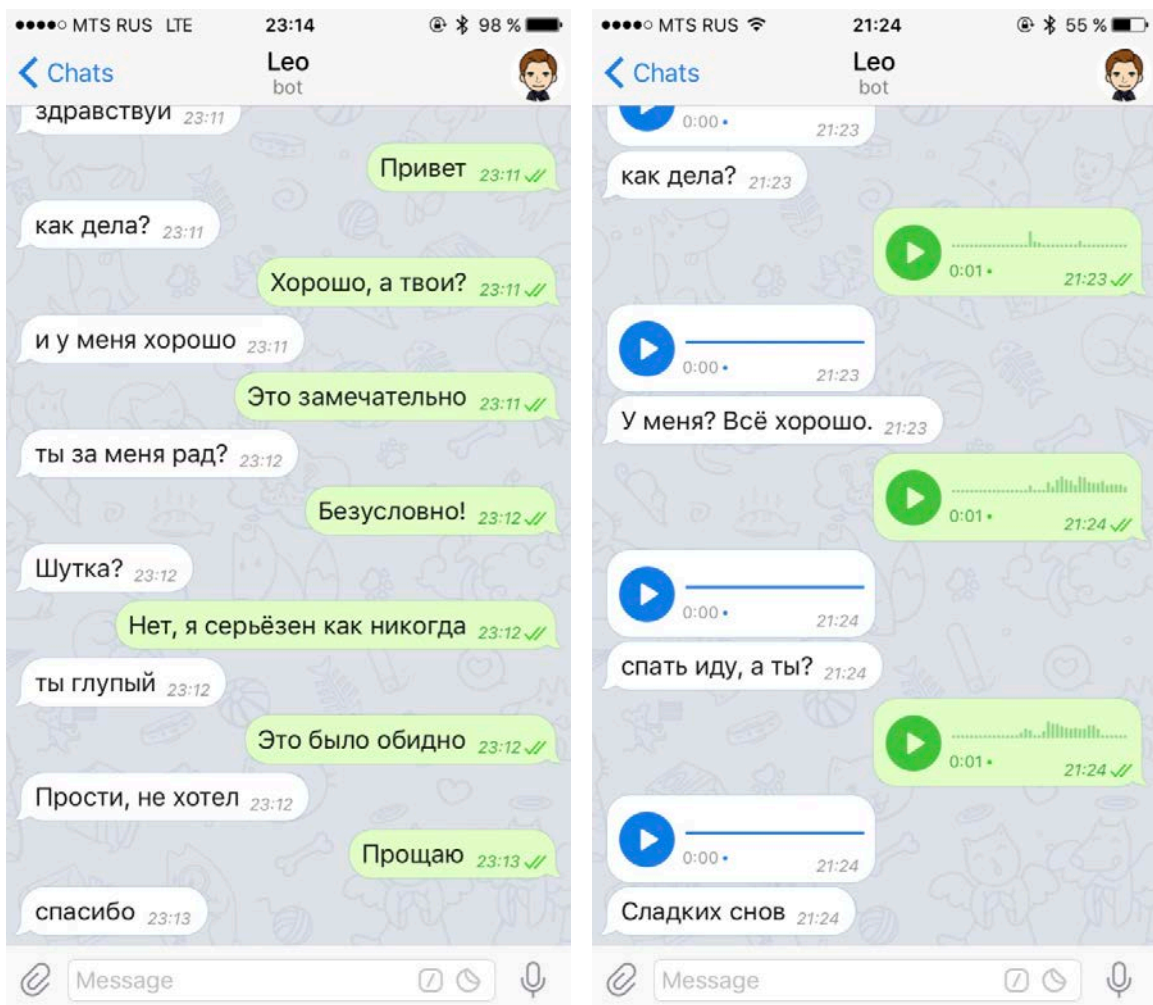 MTS RUS LTE 23:14 98 %
Chats
Leo
bot
здравствуй 23:11
Привет 23:11
как дела? 23:11
Хорошо, а твои? 23:11
и у меня хорошо 23:11
Это замечательно 23:11
ты за меня рад? 23:12
Безусловно! 23:12
Шутка? 23:12
Нет, я серьёзен как никогда 23:12
ты глупый 23:12
Это было обидно 23:12
Прости, не хотел 23:12
Прощаю 23:13
спасибо 23:13
Message
MTS RUS 21:24 55 %
Chats
Leo
bot
0:00 21:23
как дела? 21:23
0:01 21:23
0:00 21:23
У меня? Всё хорошо. 21:23
0:01 21:24
0:00 21:24
спать иду, а ты? 21:24
0:01 21:24
0:00 21:24
Сладких снов 21:24
Message